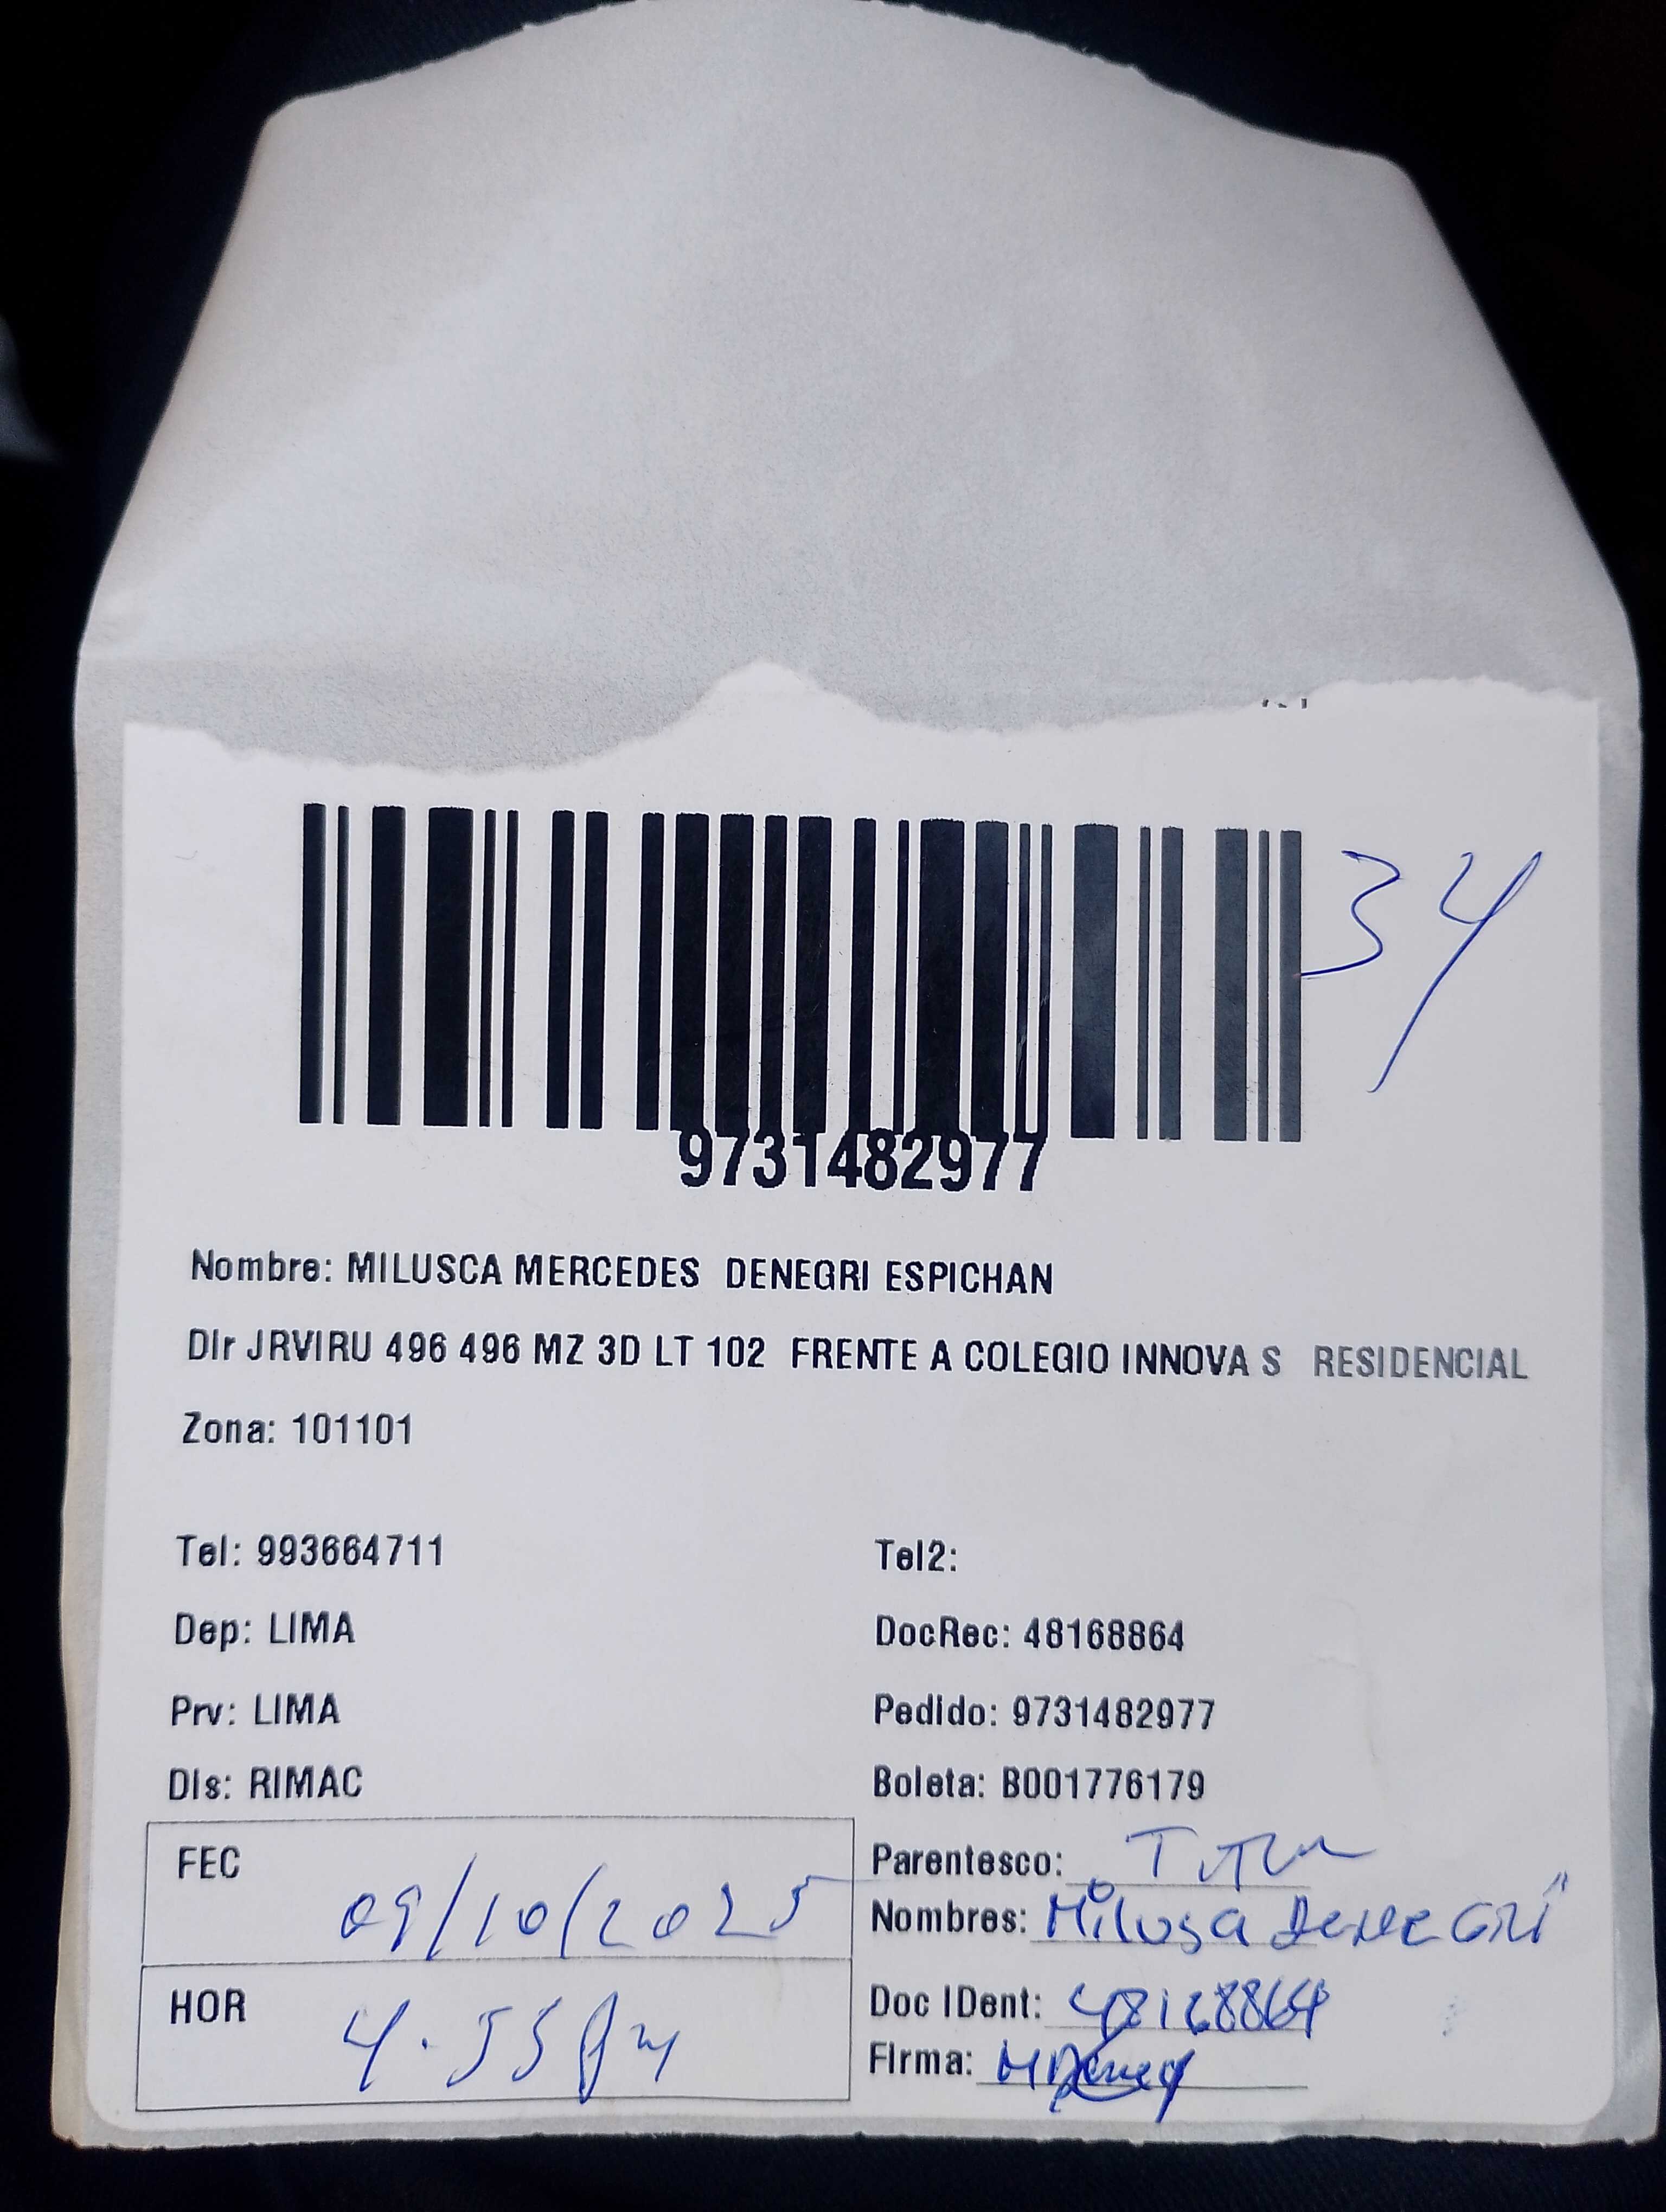 34
9731482977
Nombre: MILUSCA MERCEDES DENEGRI ESPICHAN
Dir JRVIRU 496 496 MZ 3D LT 102 FRENTE A COLEGIO INNOVA S RESIDENCIAL
Zona: 101101
Tel: 993664711 Tel2:
Dep: LIMA DocRec: 48168864
Prv: LIMA Pedido: 9731482977
Dis: RIMAC Boleta: B001776179
FEC 09/10/2025
Parentesco:
Nombres: Milusca DENEGRI
HOR 4.55 pm
Doc IDent: 48168864
Firma: